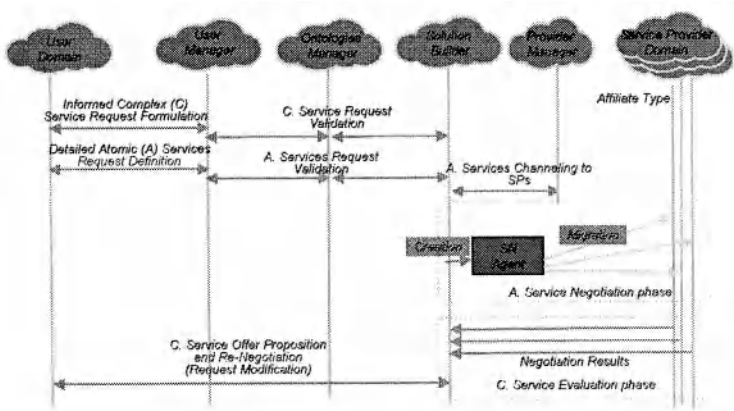 User
Domain
User
Manager
Ontologies
Manager
Solution
Builder
Provider
Manager
Service Provider
Domain
Affiliate Type
Informed Complex (C)
Service Request Formulation
C. Service Request
Validation
Detailed Atomic (A) Services
Request Definition
A. Services Request
Validation
A. Services Channeling to
SPs
Creation
Agent
Migration
A. Service Negotiation phase
C. Service Offer Proposition
and Re-Negotiation
(Request Modification)
Negotiation Results
C. Service Evaluation phase